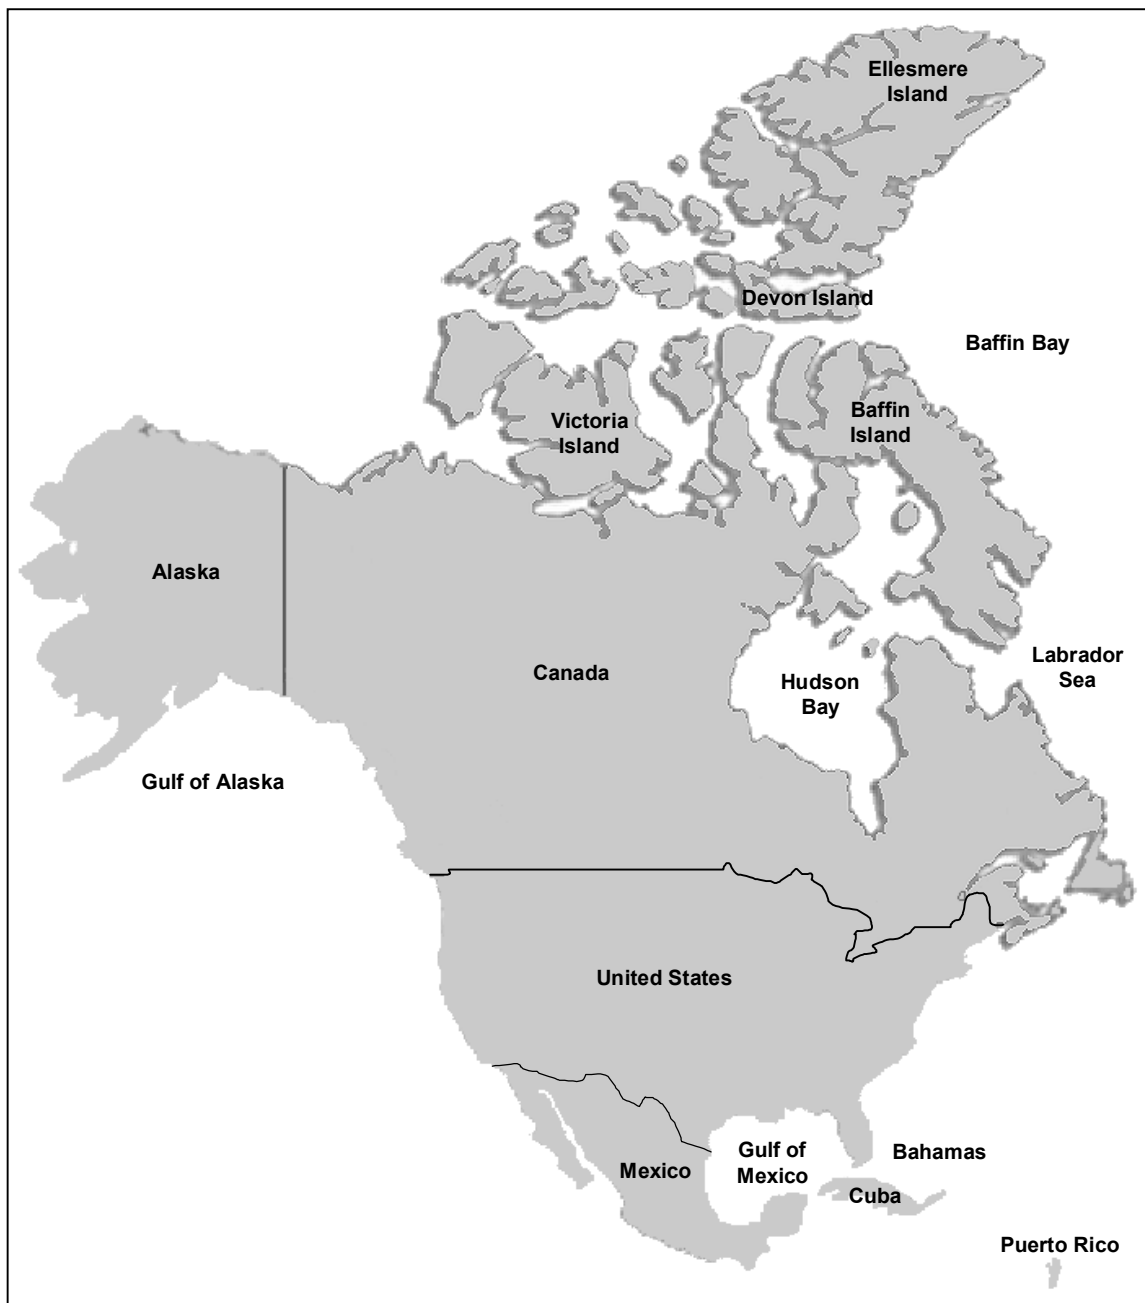 Ellesmere
Island
Devon Island
Baffin Bay
Victoria
Island
Baffin
Island
Alaska
Canada
Hudson
Bay
Labrador
Sea
Gulf of Alaska
United States
Mexico
Gulf of
Mexico
Bahamas
Cuba
Puerto Rico